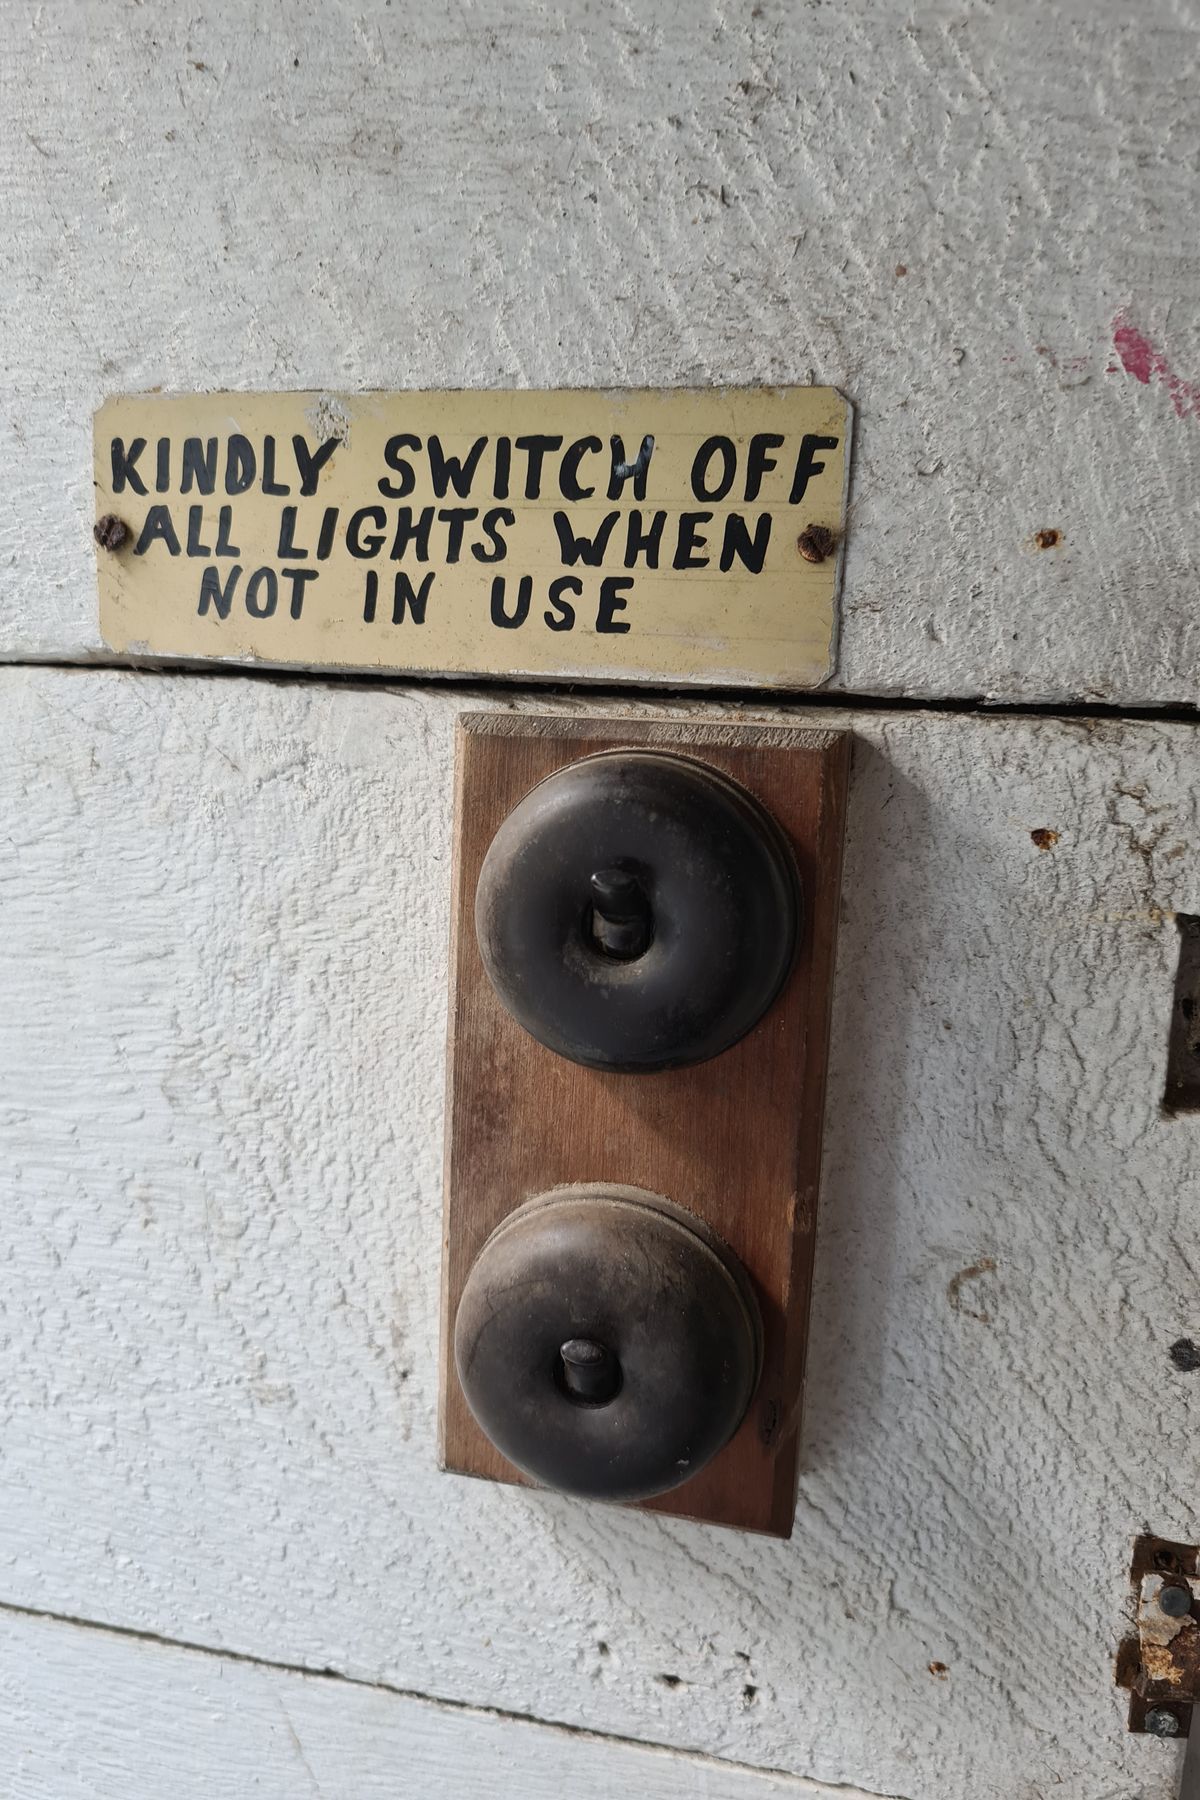 KINDLY SWITCH OFF
ALL LIGHTS WHEN
NOT IN USE